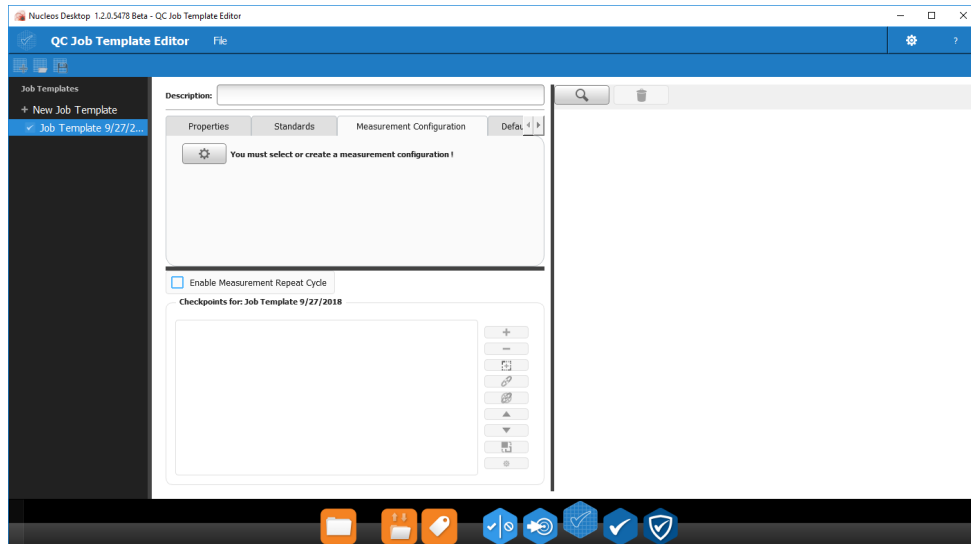 Nucleos Desktop 1.2.0.5478 Beta - QC Job Template Editor
QC Job Template Editor File ?
Job Templates
+ New Job Template
Job Template 9/27/2...
Description:
Properties Standards Measurement Configuration Defau
You must select or create a measurement configuration !
Enable Measurement Repeat Cycle
Checkpoints for: Job Template 9/27/2018